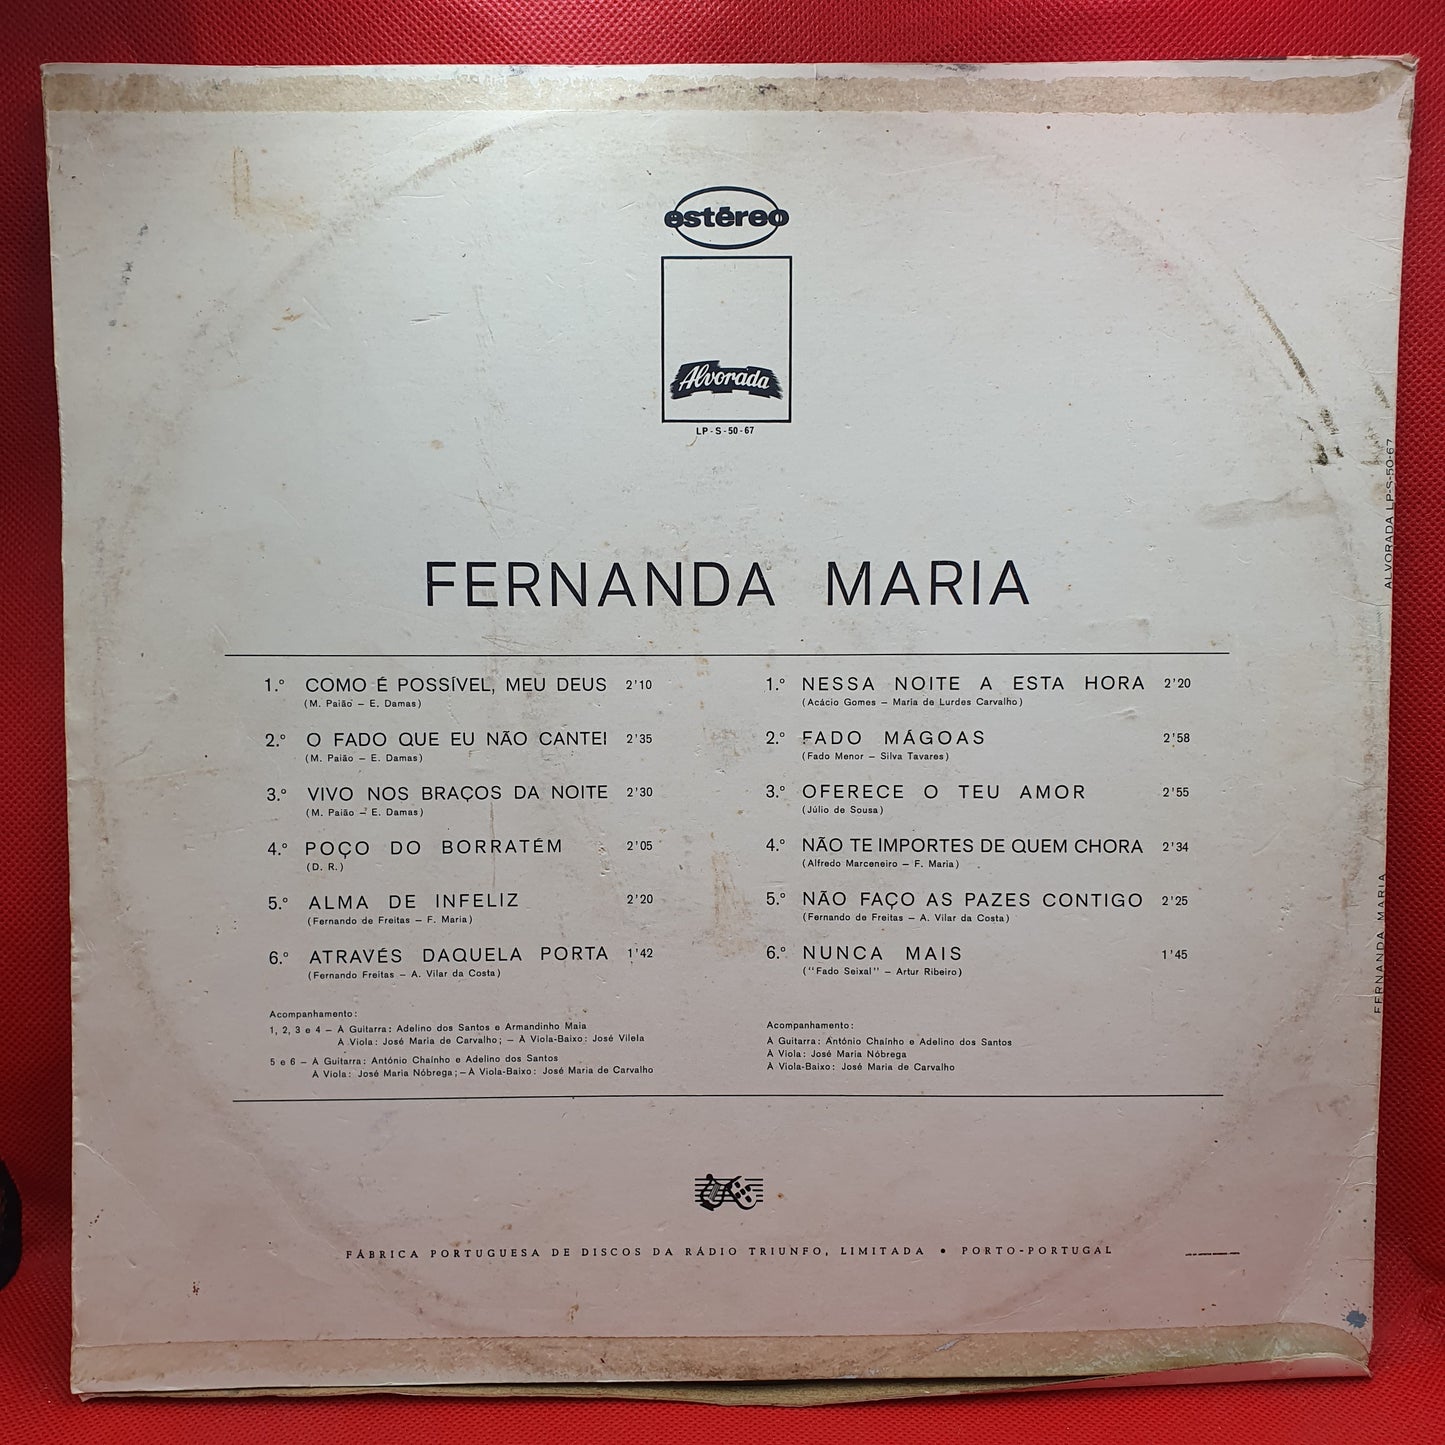 estéreo
Alvorada
LP-S-50-67
FERNANDA MARIA
1.º COMO É POSSÍVEL, MEU DEUS 2'10
(M. Paião – E. Damas)
2.º O FADO QUE EU NÃO CANTEI 2'35
(M. Paião – E. Damas)
3.º VIVO NOS BRAÇOS DA NOITE 2'30
(M. Paião – E. Damas)
4.º POÇO DO BORRATÉM 2'05
(D. R.)
5.º ALMA DE INFELIZ 2'20
(Fernando de Freitas – F. Maria)
6.º ATRAVÉS DAQUELA PORTA 1'42
(Fernando Freitas – A. Vilar da Costa)
Acompanhamento:
1, 2, 3 e 4 – À Guitarra: Adelino dos Santos e Armandinho Maia
À Viola: José Maria de Carvalho; – À Viola-Baixo: José Vilela
5 e 6 – À Guitarra: António Chaínho e Adelino dos Santos
À Viola: José Maria Nóbrega; – À Viola-Baixo: José Maria de Carvalho
1.º NESSA NOITE A ESTA HORA 2'20
(Acácio Gomes – Maria de Lurdes Carvalho)
2.º FADO MÁGOAS 2'58
(Fado Menor – Silva Tavares)
3.º OFERECE O TEU AMOR 2'55
(Júlio de Sousa)
4.º NÃO TE IMPORTES DE QUEM CHORA 2'34
(Alfredo Marceneiro – F. Maria)
5.º NÃO FAÇO AS PAZES CONTIGO 2'25
(Fernando de Freitas – A. Vilar da Costa)
6.º NUNCA MAIS 1'45
("Fado Seixal" – Artur Ribeiro)
Acompanhamento:
À Guitarra: António Chaínho e Adelino dos Santos
À Viola: José Maria Nóbrega
À Viola-Baixo: José Maria de Carvalho
FÁBRICA PORTUGUESA DE DISCOS DA RÁDIO TRIUNFO, LIMITADA • PORTO-PORTUGAL
ALVORADA LP-S-50-67
FERNANDA MARIA